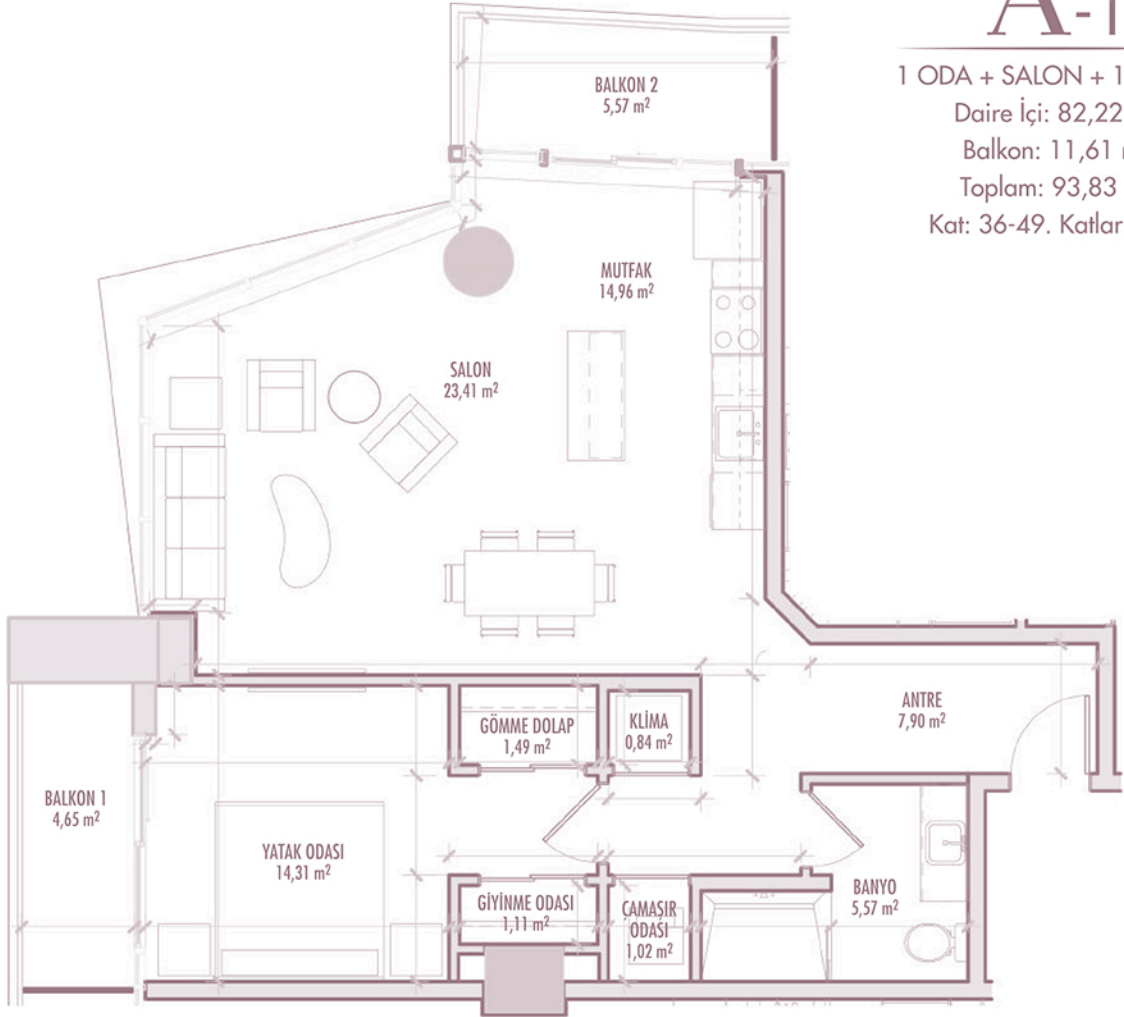 A-1
1 ODA + SALON + 1
Daire İçi: 82,22
Balkon: 11,61
Toplam: 93,83
Kat: 36-49. Katlar
BALKON 2
5,57 m²
MUTFAK
14,96 m²
SALON
23,41 m²
ANTRE
7,90 m²
GÖMME DOLAP
1,49 m²
KLİMA
0,84 m²
BALKON 1
4,65 m²
YATAK ODASI
14,31 m²
GİYİNME ODASI
1,11 m²
ÇAMAŞIR
ODASI
1,02 m²
BANYO
5,57 m²